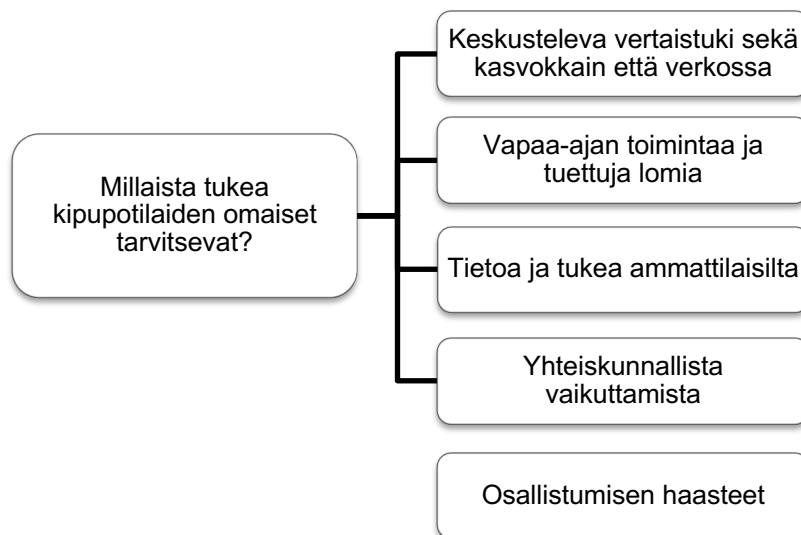 Millaista tukea
kipupotilaiden omaiset
tarvitsevat?
Keskusteleva vertaistuki sekä
kasvokkain että verkossa
Vapaa-ajan toimintaa ja
tuettuja lomia
Tietoa ja tukea ammattilaisilta
Yhteiskunnallista
vaikuttamista
Osallistumisen haasteet